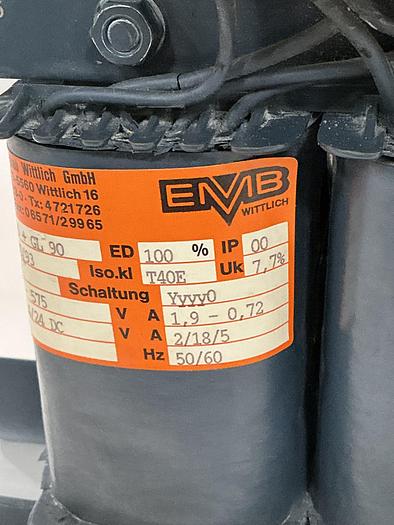 Wittlich GmbH
EMB
-5560 Wittlich 16
WITTLICH
Tx: 4721726
06571/29965
+ GL 90 ED 100 % IP 00
Iso.kl T40E Uk 7,7%
Schaltung Yyyy0
575 V A 1,9 - 0,72
/24 DC V A 2/18/5
Hz 50/60